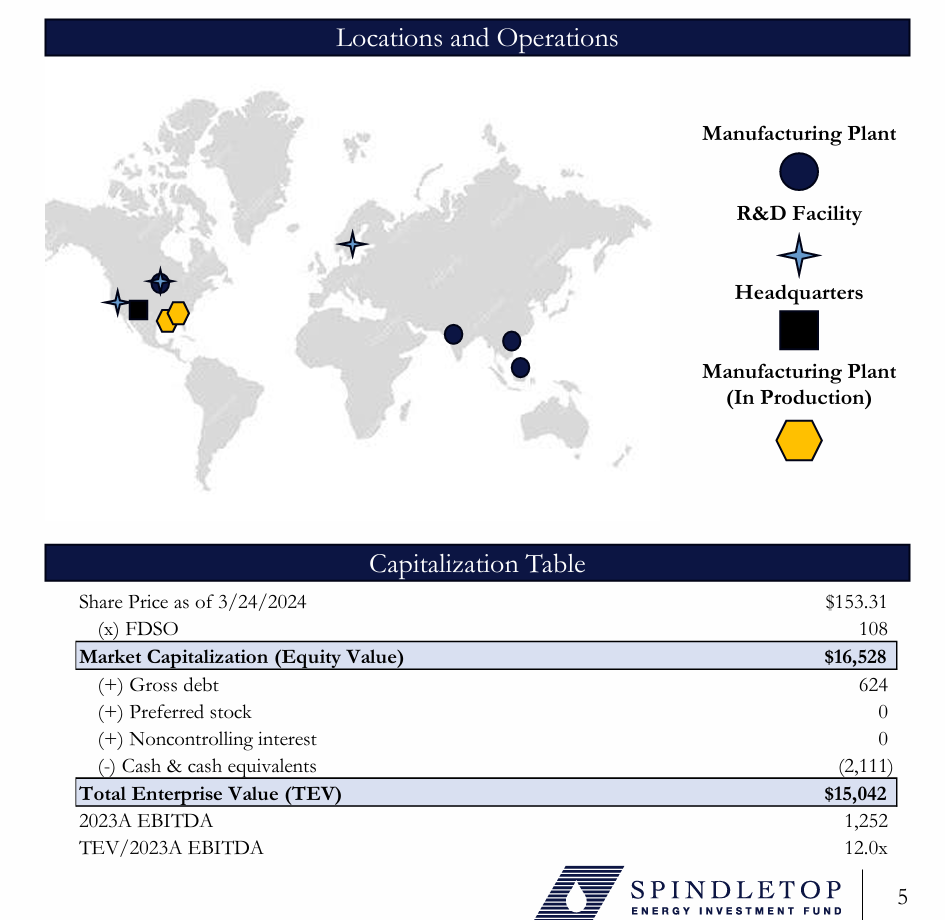 Locations and Operations
Manufacturing Plant
R&D Facility
Headquarters
Manufacturing Plant
(In Production)
Capitalization Table
Share Price as of 3/24/2024 $153.31
(x) FDSO 108
Market Capitalization (Equity Value) $16,528
(+) Gross debt 624
(+) Preferred stock 0
(+) Noncontrolling interest 0
(-) Cash & cash equivalents (2,111)
Total Enterprise Value (TEV) $15,042
2023A EBITDA 1,252
TEV/2023A EBITDA 12.0x
SPINDLETOP
ENERGY INVESTMENT FUND
5